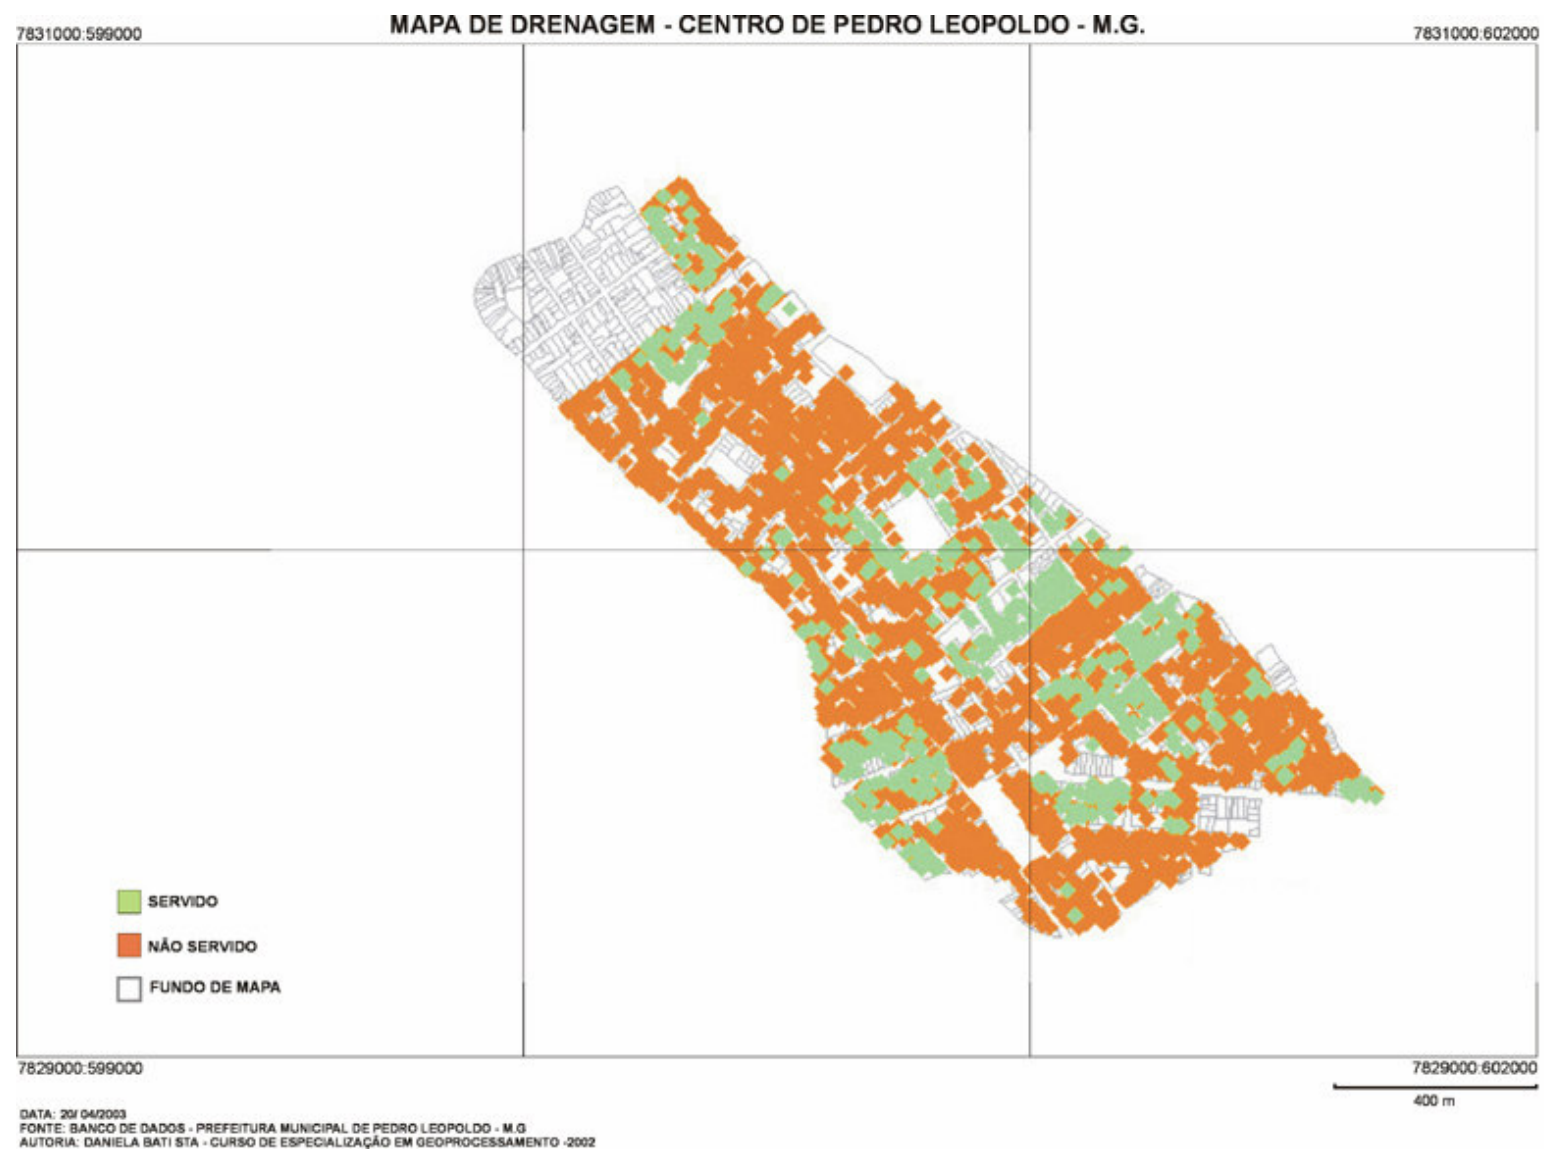 MAPA DE DRENAGEM - CENTRO DE PEDRO LEOPOLDO - M.G.
7831000:599000
7831000:602000
SERVIDO
NÃO SERVIDO
FUNDO DE MAPA
7829000:599000
7829000:602000
400 m
DATA: 20/ 04/2003
FONTE: BANCO DE DADOS - PREFEITURA MUNICIPAL DE PEDRO LEOPOLDO - M.G
AUTORIA: DANIELA BATI STA - CURSO DE ESPECIALIZAÇÃO EM GEOPROCESSAMENTO -2002